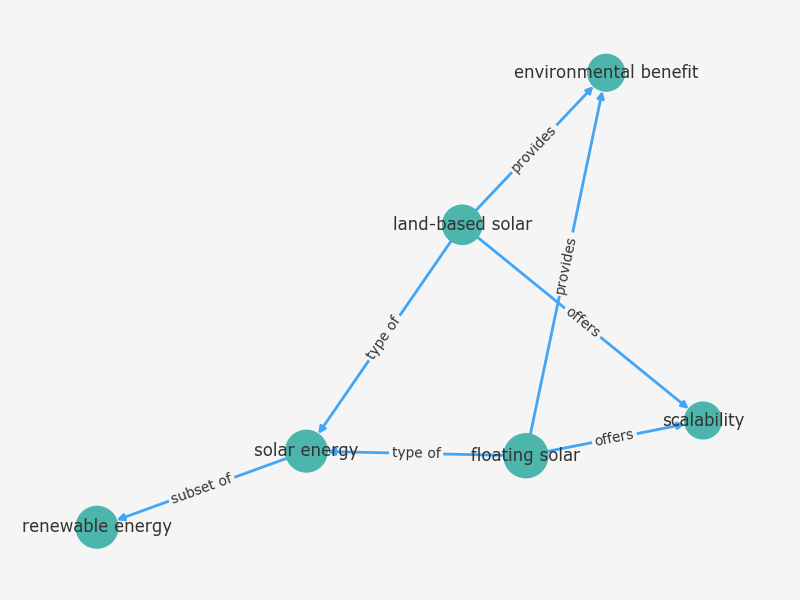 environmental benefit
provides
land-based solar
provides
offers
type of
scalability
offers
solar energy
type of
floating solar
subset of
renewable energy